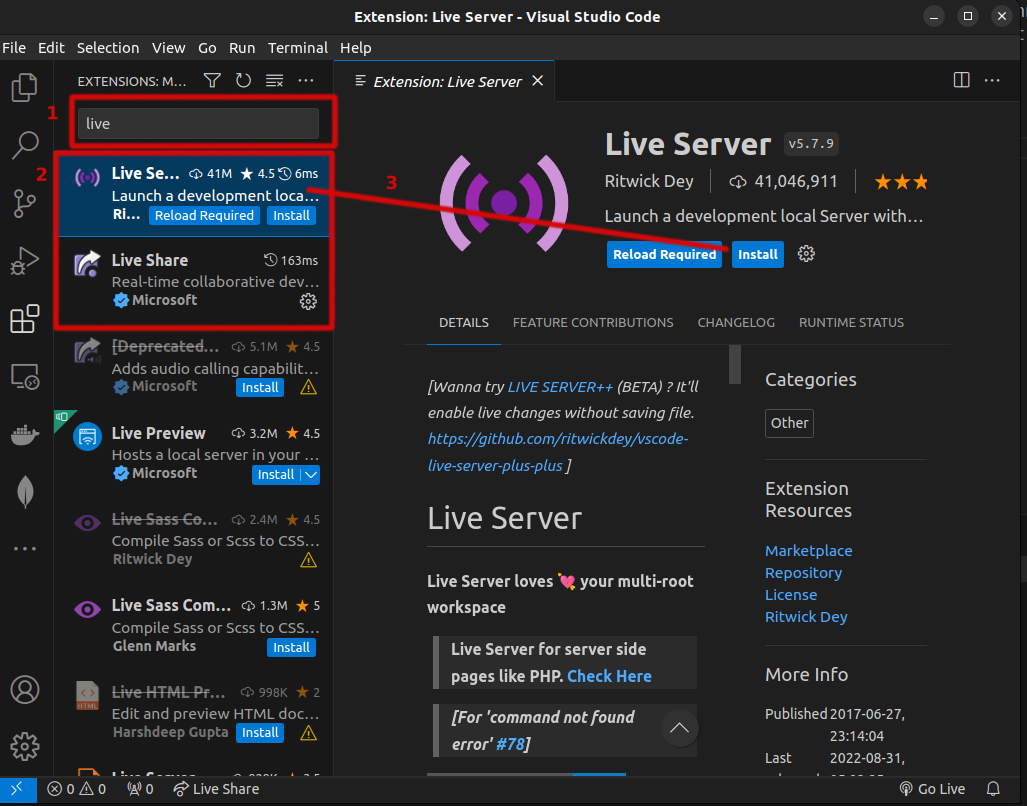 Extension: Live Server - Visual Studio Code
File Edit Selection View Go Run Terminal Help
EXTENSIONS: M...
Extension: Live Server
1
live
2
Live Se... 41M 4.5 6ms
Launch a development loca...
Ri... Reload Required Install
Live Share 163ms
Real-time collaborative dev...
Microsoft
[Deprecated... 5.1M 4.5
Adds audio calling capabilit...
Microsoft Install
Live Preview 3.2M 4.5
Hosts a local server in your ...
Microsoft Install
Live Sass Co... 2.4M 4.5
Compile Sass or Scss to CSS...
Ritwick Dey
Live Sass Com... 1.3M 5
Compile Sass or Scss to CSS...
Glenn Marks Install
HTML
Live HTML Pr... 998K 2
Edit and preview HTML doc...
Harshdeep Gupta Install
3
Live Server v5.7.9
Ritwick Dey 41,046,911
Launch a development local Server with...
Reload Required Install
DETAILS FEATURE CONTRIBUTIONS CHANGELOG RUNTIME STATUS
[Wanna try LIVE SERVER++ (BETA) ? It'll
enable live changes without saving file.
https://github.com/ritwickdey/vscode-
live-server-plus-plus ]
Live Server
Live Server loves 💘 your multi-root
workspace
Live Server for server side
pages like PHP. Check Here
[For 'command not found
error' #78]
Categories
Other
Extension
Resources
Marketplace
Repository
License
Ritwick Dey
More Info
Published 2017-06-27,
23:14:04
Last 2022-08-31,
0 0 0 Live Share Go Live